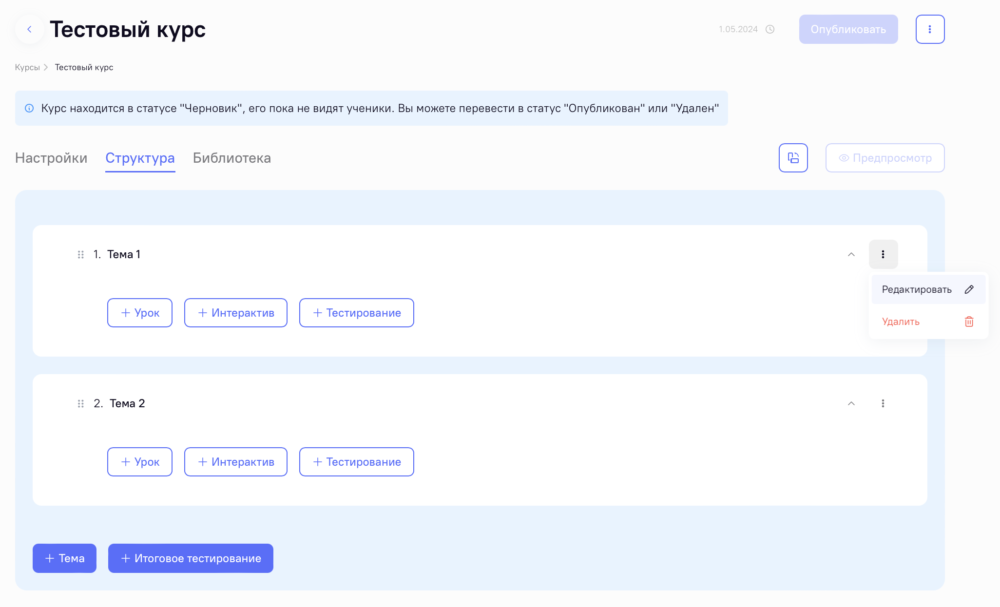 Тестовый курс
1.05.2024
Опубликовать
Курсы
Тестовый курс
Курс находится в статусе "Черновик", его пока не видят ученики. Вы можете перевести в статус "Опубликован" или "Удален"
Настройки
Структура
Библиотека
Предпросмотр
1. Тема 1
Редактировать
Удалить
Урок
Интерактив
Тестирование
2. Тема 2
Урок
Интерактив
Тестирование
Тема
Итоговое тестирование